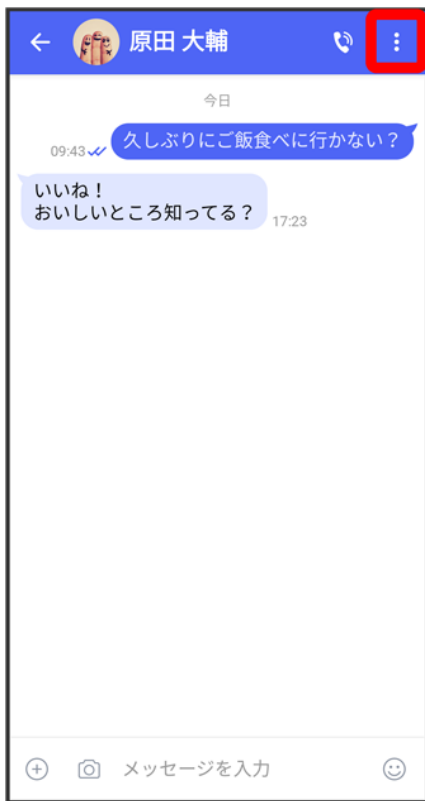 原田 大輔
今日
久しぶりにご飯食べに行かない？
09:43
いいね！
おいしいところ知ってる？
17:23
メッセージを入力